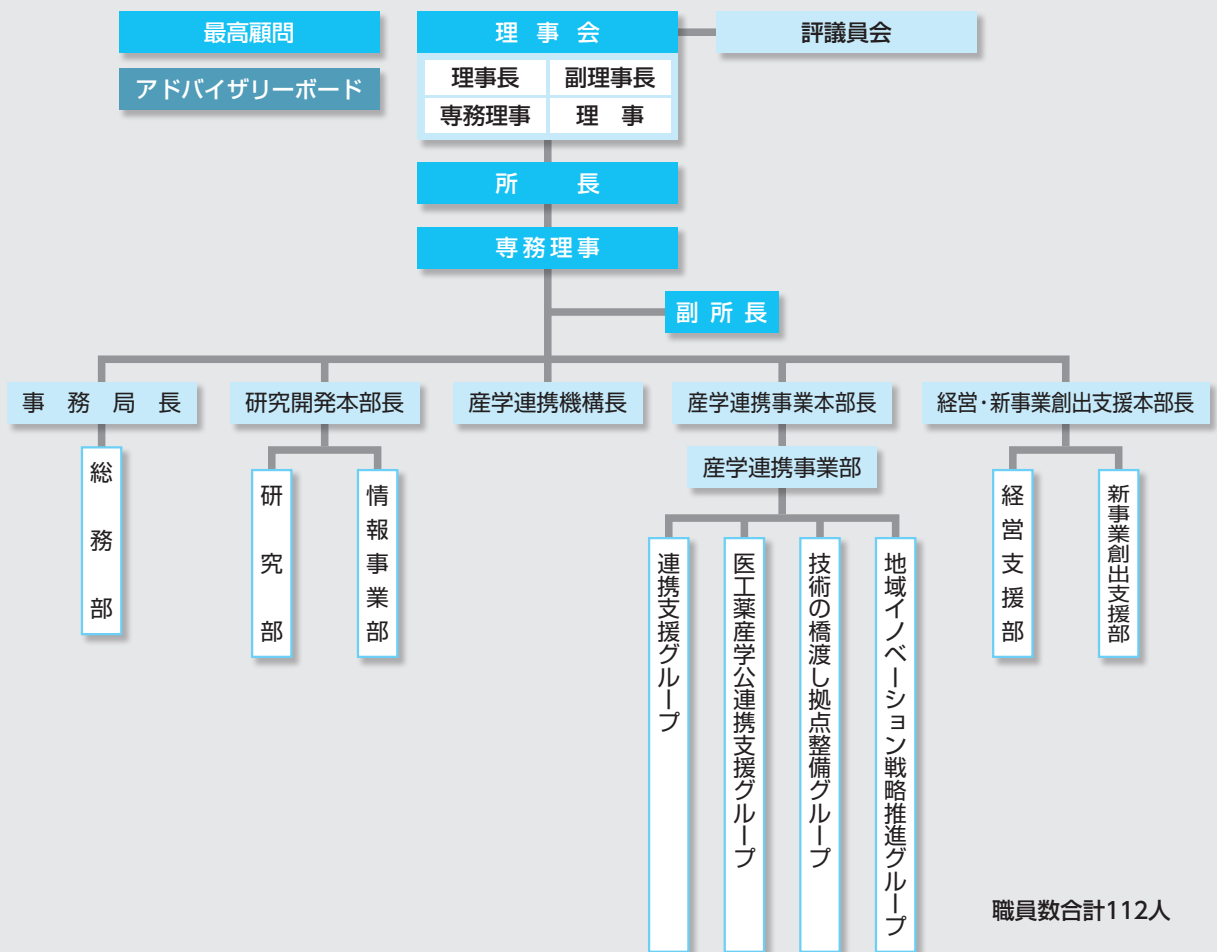 最高顧問
アドバイザリーボード
理事会
理事長
副理事長
専務理事
理事
評議員会
所長
専務理事
副所長
事務局長
研究開発本部長
産学連携機構長
産学連携事業本部長
経営・新事業創出支援本部長
総務部
研究部
情報事業部
産学連携事業部
連携支援グループ
医工薬産学公連携支援グループ
技術の橋渡し拠点整備グループ
地域イノベーション戦略推進グループ
経営支援部
新事業創出支援部
職員数合計112人